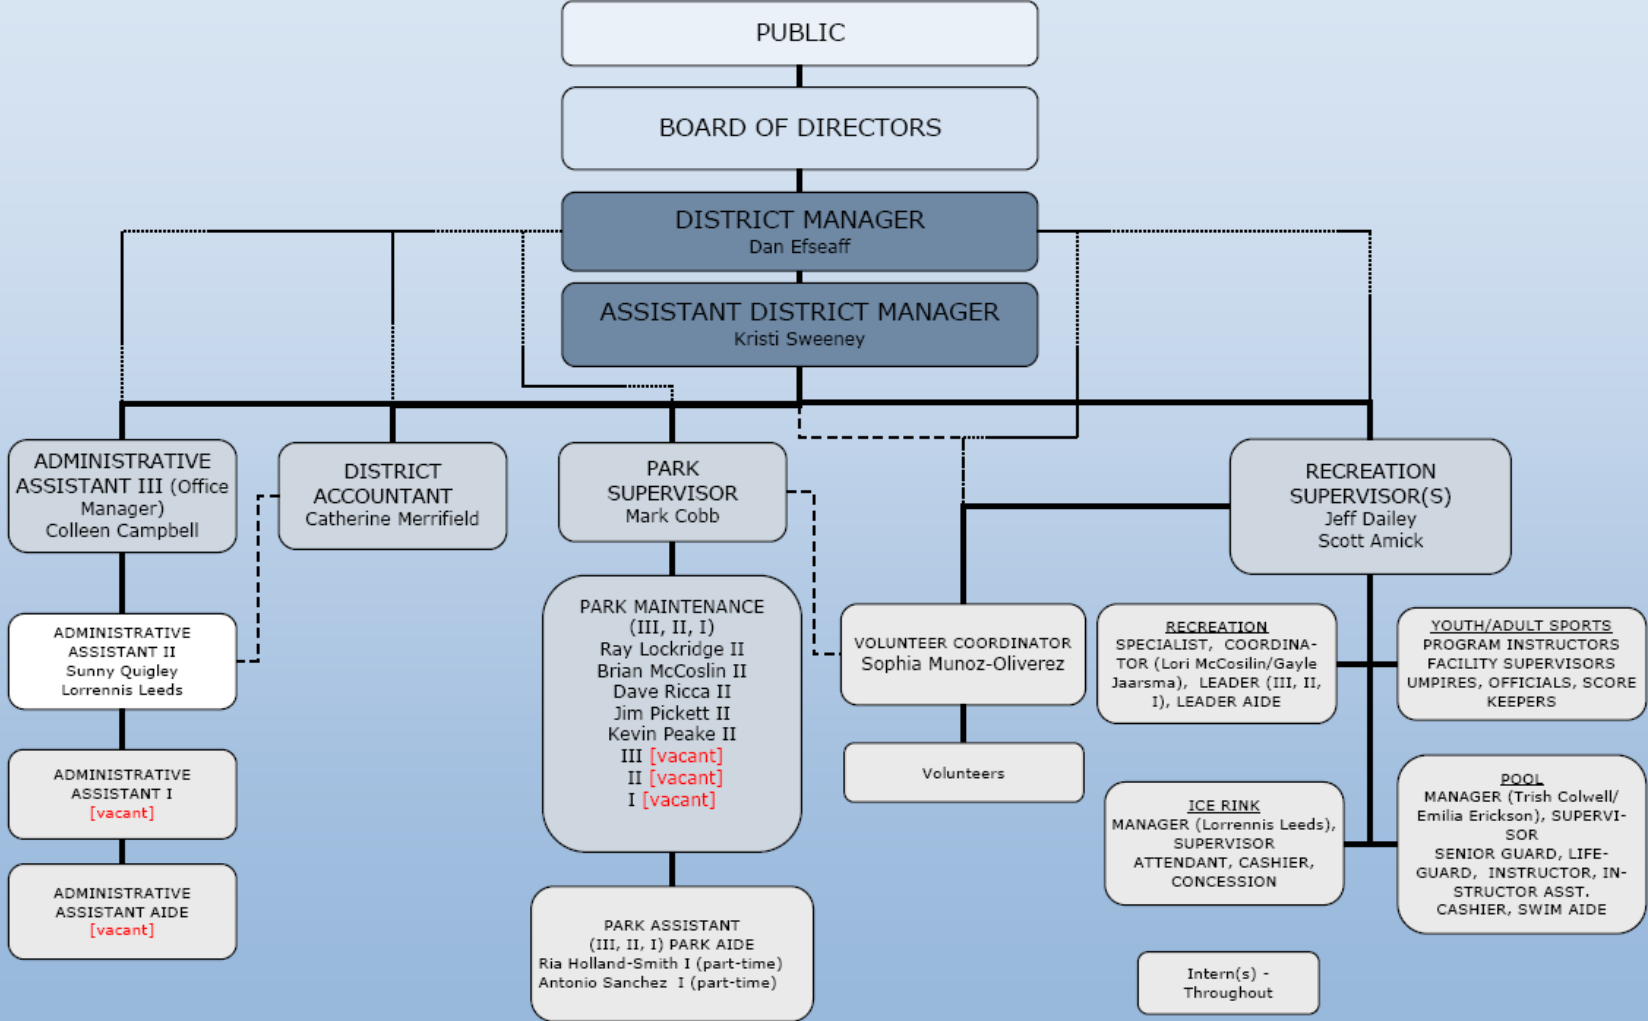 PUBLIC
BOARD OF DIRECTORS
DISTRICT MANAGER
Dan Efseaff
ASSISTANT DISTRICT MANAGER
Kristi Sweeney
ADMINISTRATIVE
ASSISTANT III (Office
Manager)
Colleen Campbell
DISTRICT
ACCOUNTANT
Catherine Merrifield
PARK
SUPERVISOR
Mark Cobb
RECREATION
SUPERVISOR(S)
Jeff Dailey
Scott Amick
ADMINISTRATIVE
ASSISTANT II
Sunny Quigley
Lorrennis Leeds
ADMINISTRATIVE
ASSISTANT I
[vacant]
ADMINISTRATIVE
ASSISTANT AIDE
[vacant]
PARK MAINTENANCE
(III, II, I)
Ray Lockridge II
Brian McCoslin II
Dave Ricca II
Jim Pickett II
Kevin Peake II
III [vacant]
II [vacant]
I [vacant]
PARK ASSISTANT
(III, II, I) PARK AIDE
Ria Holland-Smith I (part-time)
Antonio Sanchez  I (part-time)
VOLUNTEER COORDINATOR
Sophia Munoz-Oliverez
Volunteers
RECREATION
SPECIALIST, COORDINA-
TOR (Lori McCosilin/Gayle
Jaarsma), LEADER (III, II,
I), LEADER AIDE
YOUTH/ADULT SPORTS
PROGRAM INSTRUCTORS
FACILITY SUPERVISORS
UMPIRES, OFFICIALS, SCORE
KEEPERS
ICE RINK
MANAGER (Lorrennis Leeds),
SUPERVISOR
ATTENDANT, CASHIER,
CONCESSION
POOL
MANAGER (Trish Colwell/
Emilia Erickson), SUPERVI-
SOR
SENIOR GUARD, LIFE-
GUARD, INSTRUCTOR, IN-
STRUCTOR ASST.
CASHIER, SWIM AIDE
Intern(s) -
Throughout